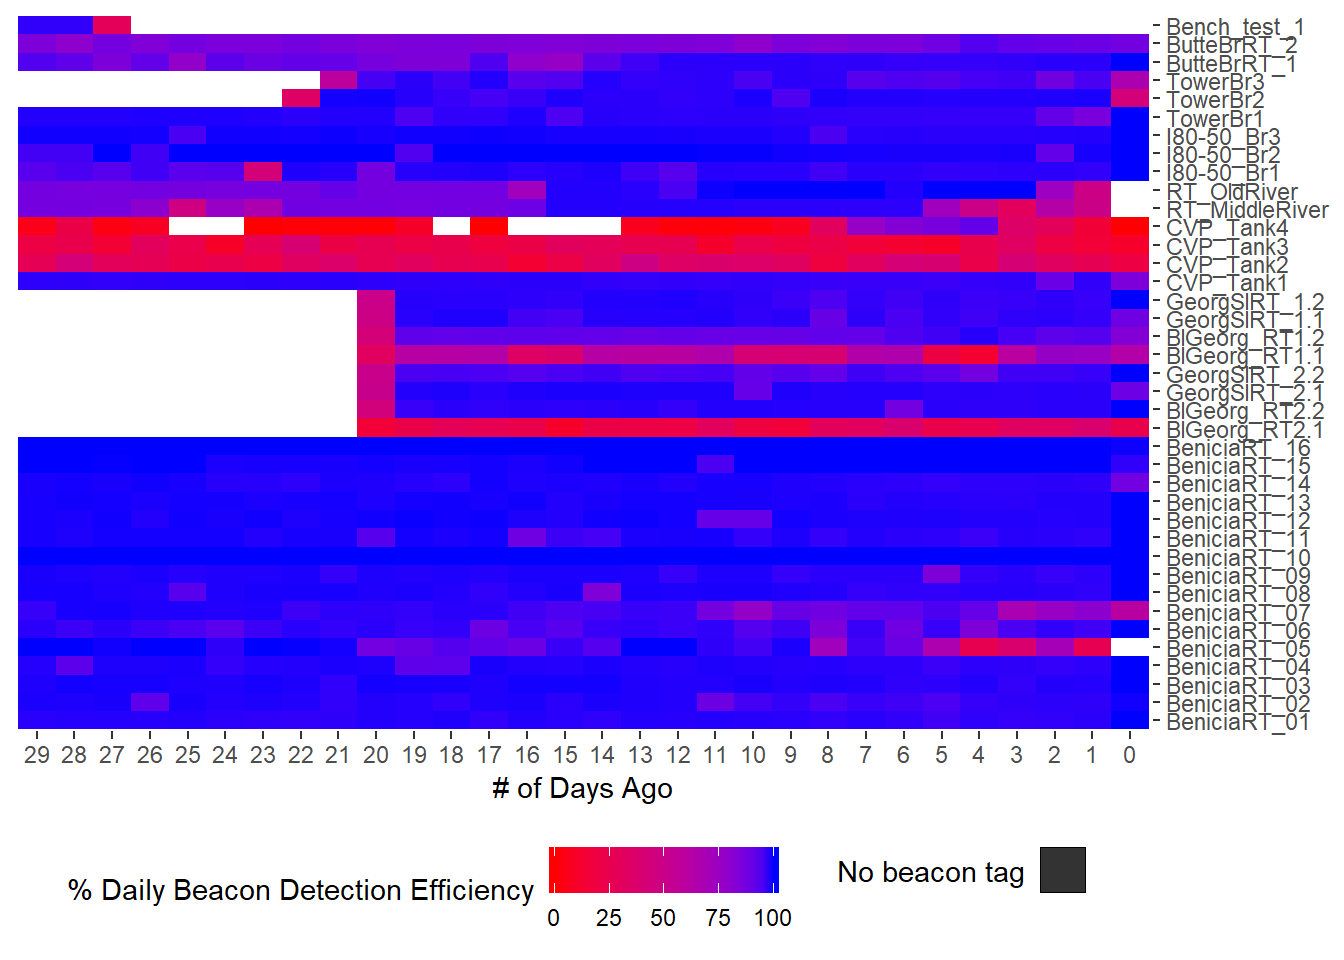 Bench_test_1
ButteBrRT_2
ButteBrRT_1
TowerBr3
TowerBr2
TowerBr1
I80-50_Br3
I80-50_Br2
I80-50_Br1
RT_OldRiver
RT_MiddleRiver
CVP_Tank4
CVP_Tank3
CVP_Tank2
CVP_Tank1
GeorgSlRT_1.2
GeorgSlRT_1.1
BlGeorg_RT1.2
BlGeorg_RT1.1
GeorgSlRT_2.2
GeorgSlRT_2.1
BlGeorg_RT2.2
BlGeorg_RT2.1
BeniciaRT_16
BeniciaRT_15
BeniciaRT_14
BeniciaRT_13
BeniciaRT_12
BeniciaRT_11
BeniciaRT_10
BeniciaRT_09
BeniciaRT_08
BeniciaRT_07
BeniciaRT_06
BeniciaRT_05
BeniciaRT_04
BeniciaRT_03
BeniciaRT_02
BeniciaRT_01
29 28 27 26 25 24 23 22 21 20 19 18 17 16 15 14 13 12 11 10 9 8 7 6 5 4 3 2 1 0
# of Days Ago
% Daily Beacon Detection Efficiency
0 25 50 75 100
No beacon tag